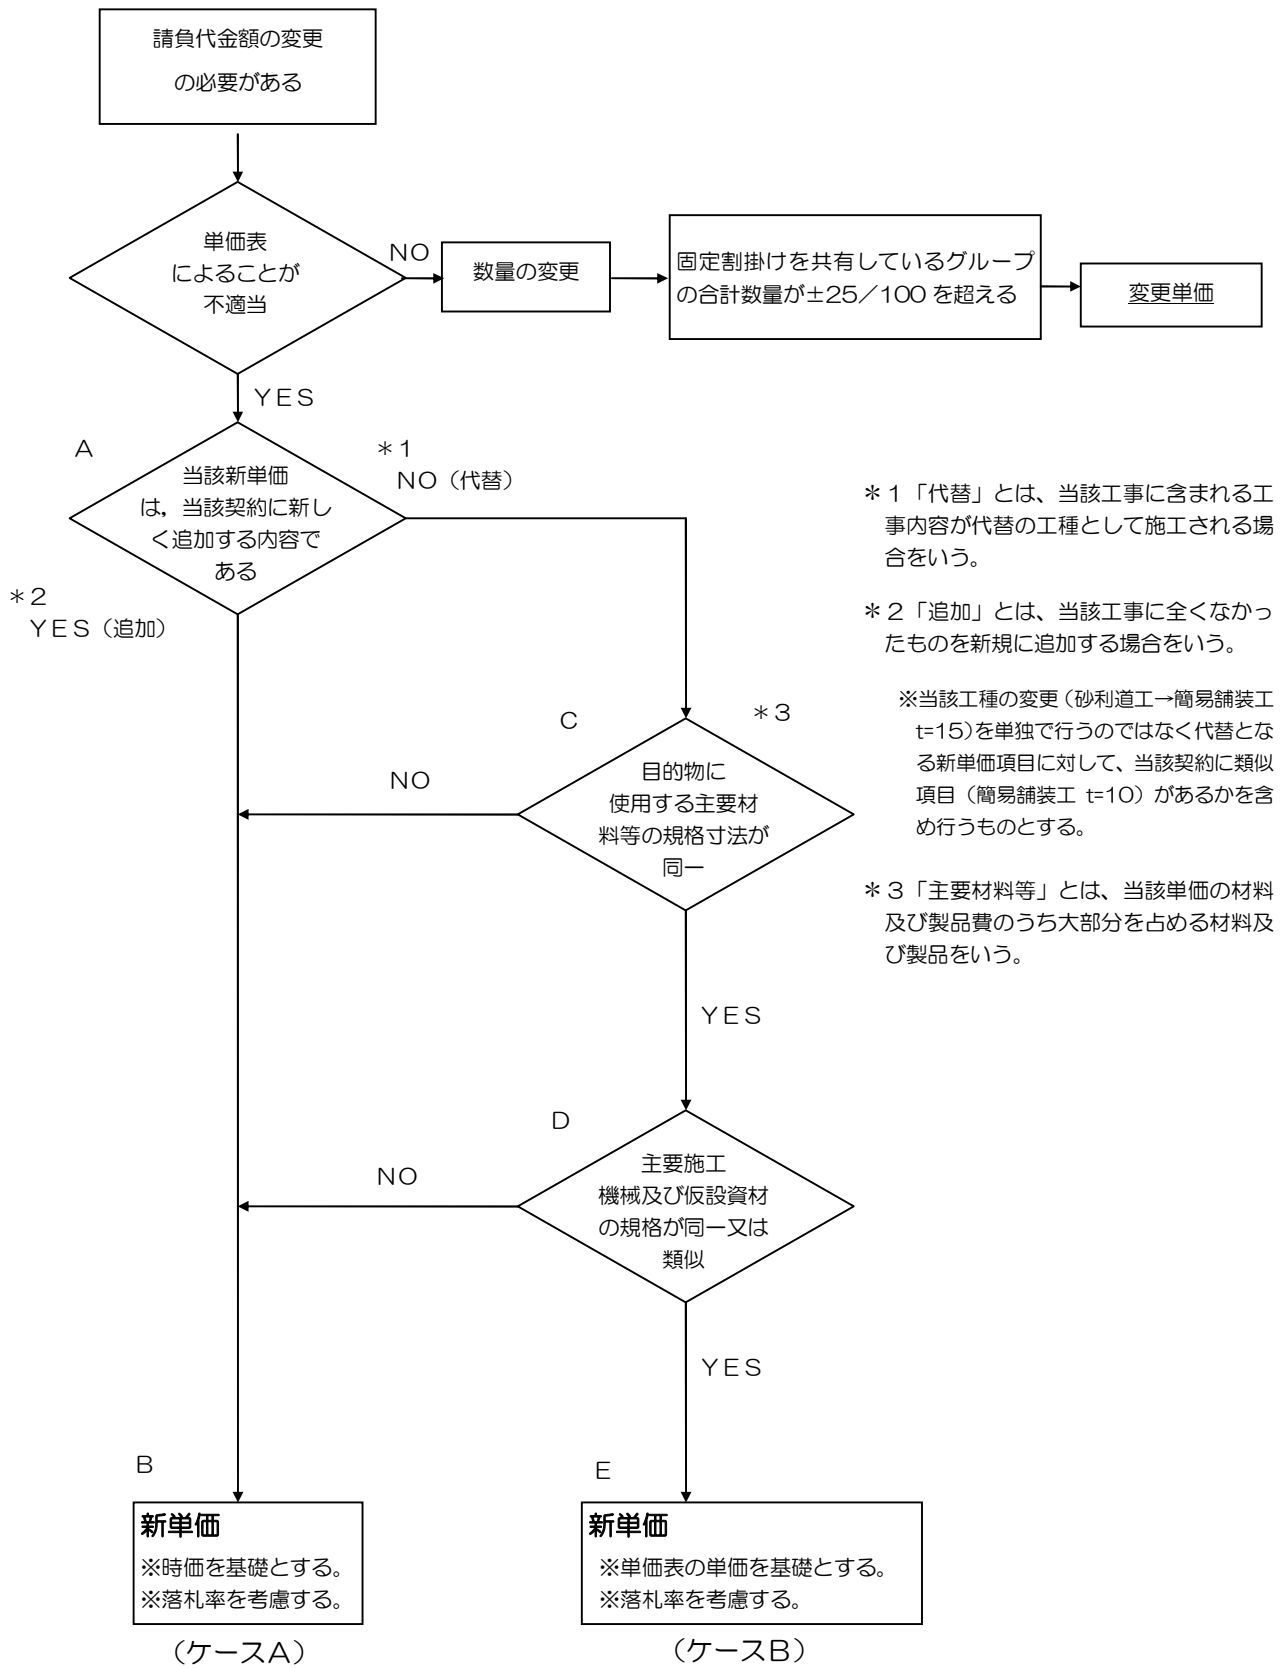 請負代金額の変更
の必要がある
単価表
によることが
不適当
NO
数量の変更
固定割掛けを共有しているグループ
の合計数量が±25／100 を超える
変更単価
YES
A
当該新単価
は，当該契約に新し
く追加する内容で
ある
＊1
NO（代替）
＊2
YES（追加）
＊1「代替」とは、当該工事に含まれる工
事内容が代替の工種として施工される場
合をいう。
＊2「追加」とは、当該工事に全くなかっ
たものを新規に追加する場合をいう。
※当該工種の変更（砂利道工→簡易舗装工
t=15）を単独で行うのではなく代替とな
る新単価項目に対して、当該契約に類似
項目（簡易舗装工 t=10）があるかを含
め行うものとする。
＊3「主要材料等」とは、当該単価の材料
及び製品費のうち大部分を占める材料及
び製品をいう。
C
＊3
目的物に
使用する主要材
料等の規格寸法が
同一
NO
YES
D
主要施工
機械及び仮設資材
の規格が同一又は
類似
NO
YES
B
新単価
※時価を基礎とする。
※落札率を考慮する。
（ケースA）
E
新単価
※単価表の単価を基礎とする。
※落札率を考慮する。
（ケースB）